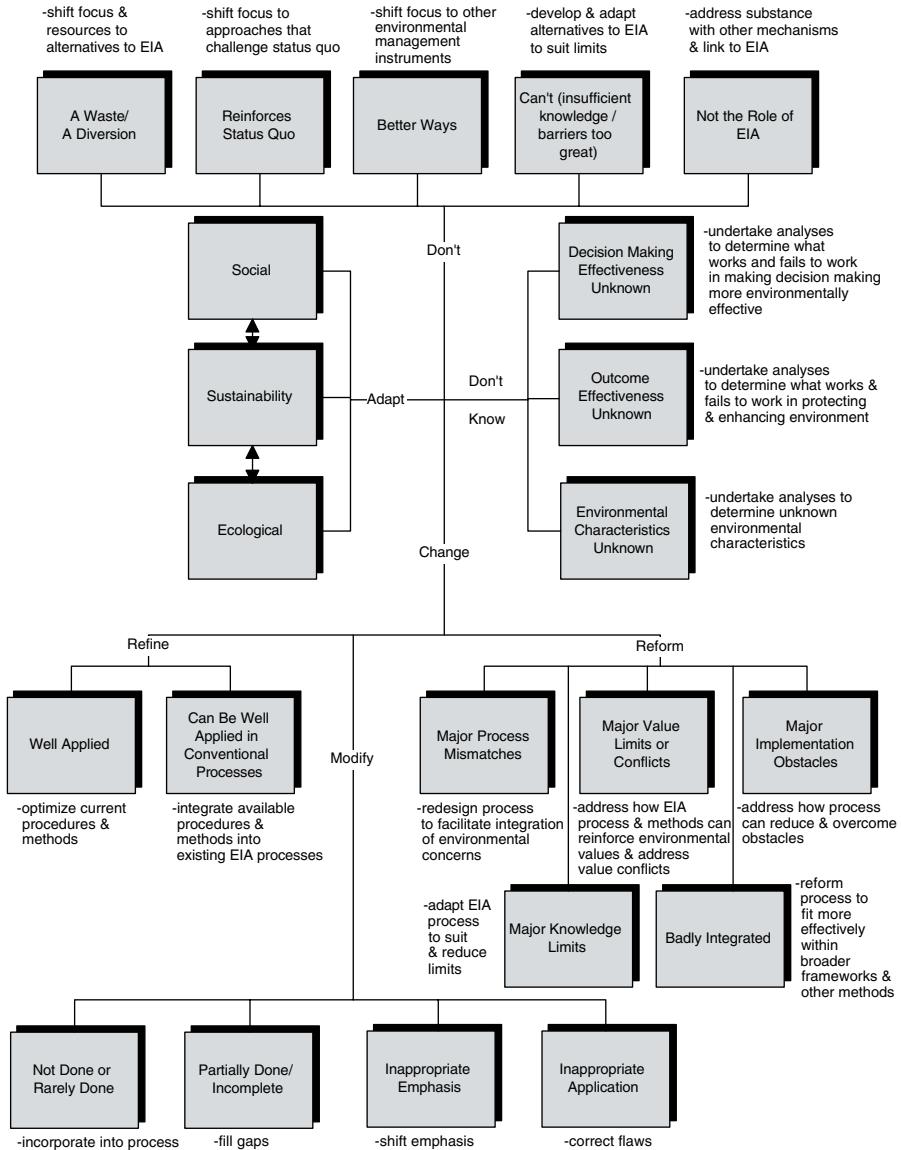 -shift focus &
resources to
alternatives to EIA
-shift focus to
approaches that
challenge status quo
-shift focus to other
environmental
management
instruments
-develop & adapt
alternatives to EIA
to suit limits
-address substance
with other mechanisms
& link to EIA
A Waste/
A Diversion
Reinforces
Status Quo
Better Ways
Can't (insufficient
knowledge /
barriers too
great)
Not the Role of
EIA
Don't
Social
Sustainability
Ecological
Adapt
Don't
Know
Decision Making
Effectiveness
Unknown
-undertake analyses
to determine what
works and fails to work
in making decision making
more environmentally
effective
Outcome
Effectiveness
Unknown
-undertake analyses
to determine what works &
fails to work in protecting
& enhancing environment
Environmental
Characteristics
Unknown
-undertake analyses to
determine unknown
environmental
characteristics
Change
Refine
Reform
Well Applied
-optimize current
procedures &
methods
Can Be Well
Applied in
Conventional
Processes
-integrate available
procedures &
methods into
existing EIA processes
Modify
Major Process
Mismatches
-redesign process
to facilitate integration
of environmental
concerns
Major Value
Limits or
Conflicts
-address how EIA
process & methods can
reinforce environmental
values & address
value conflicts
Major
Implementation
Obstacles
-address how process
can reduce & overcome
obstacles
-adapt EIA
process
to suit
& reduce
limits
Major Knowledge
Limits
Badly Integrated
-reform
process to
fit more
effectively
within
broader
frameworks &
other methods
Not Done or
Rarely Done
-incorporate into process
Partially Done/
Incomplete
-fill gaps
Inappropriate
Emphasis
-shift emphasis
Inappropriate
Application
-correct flaws